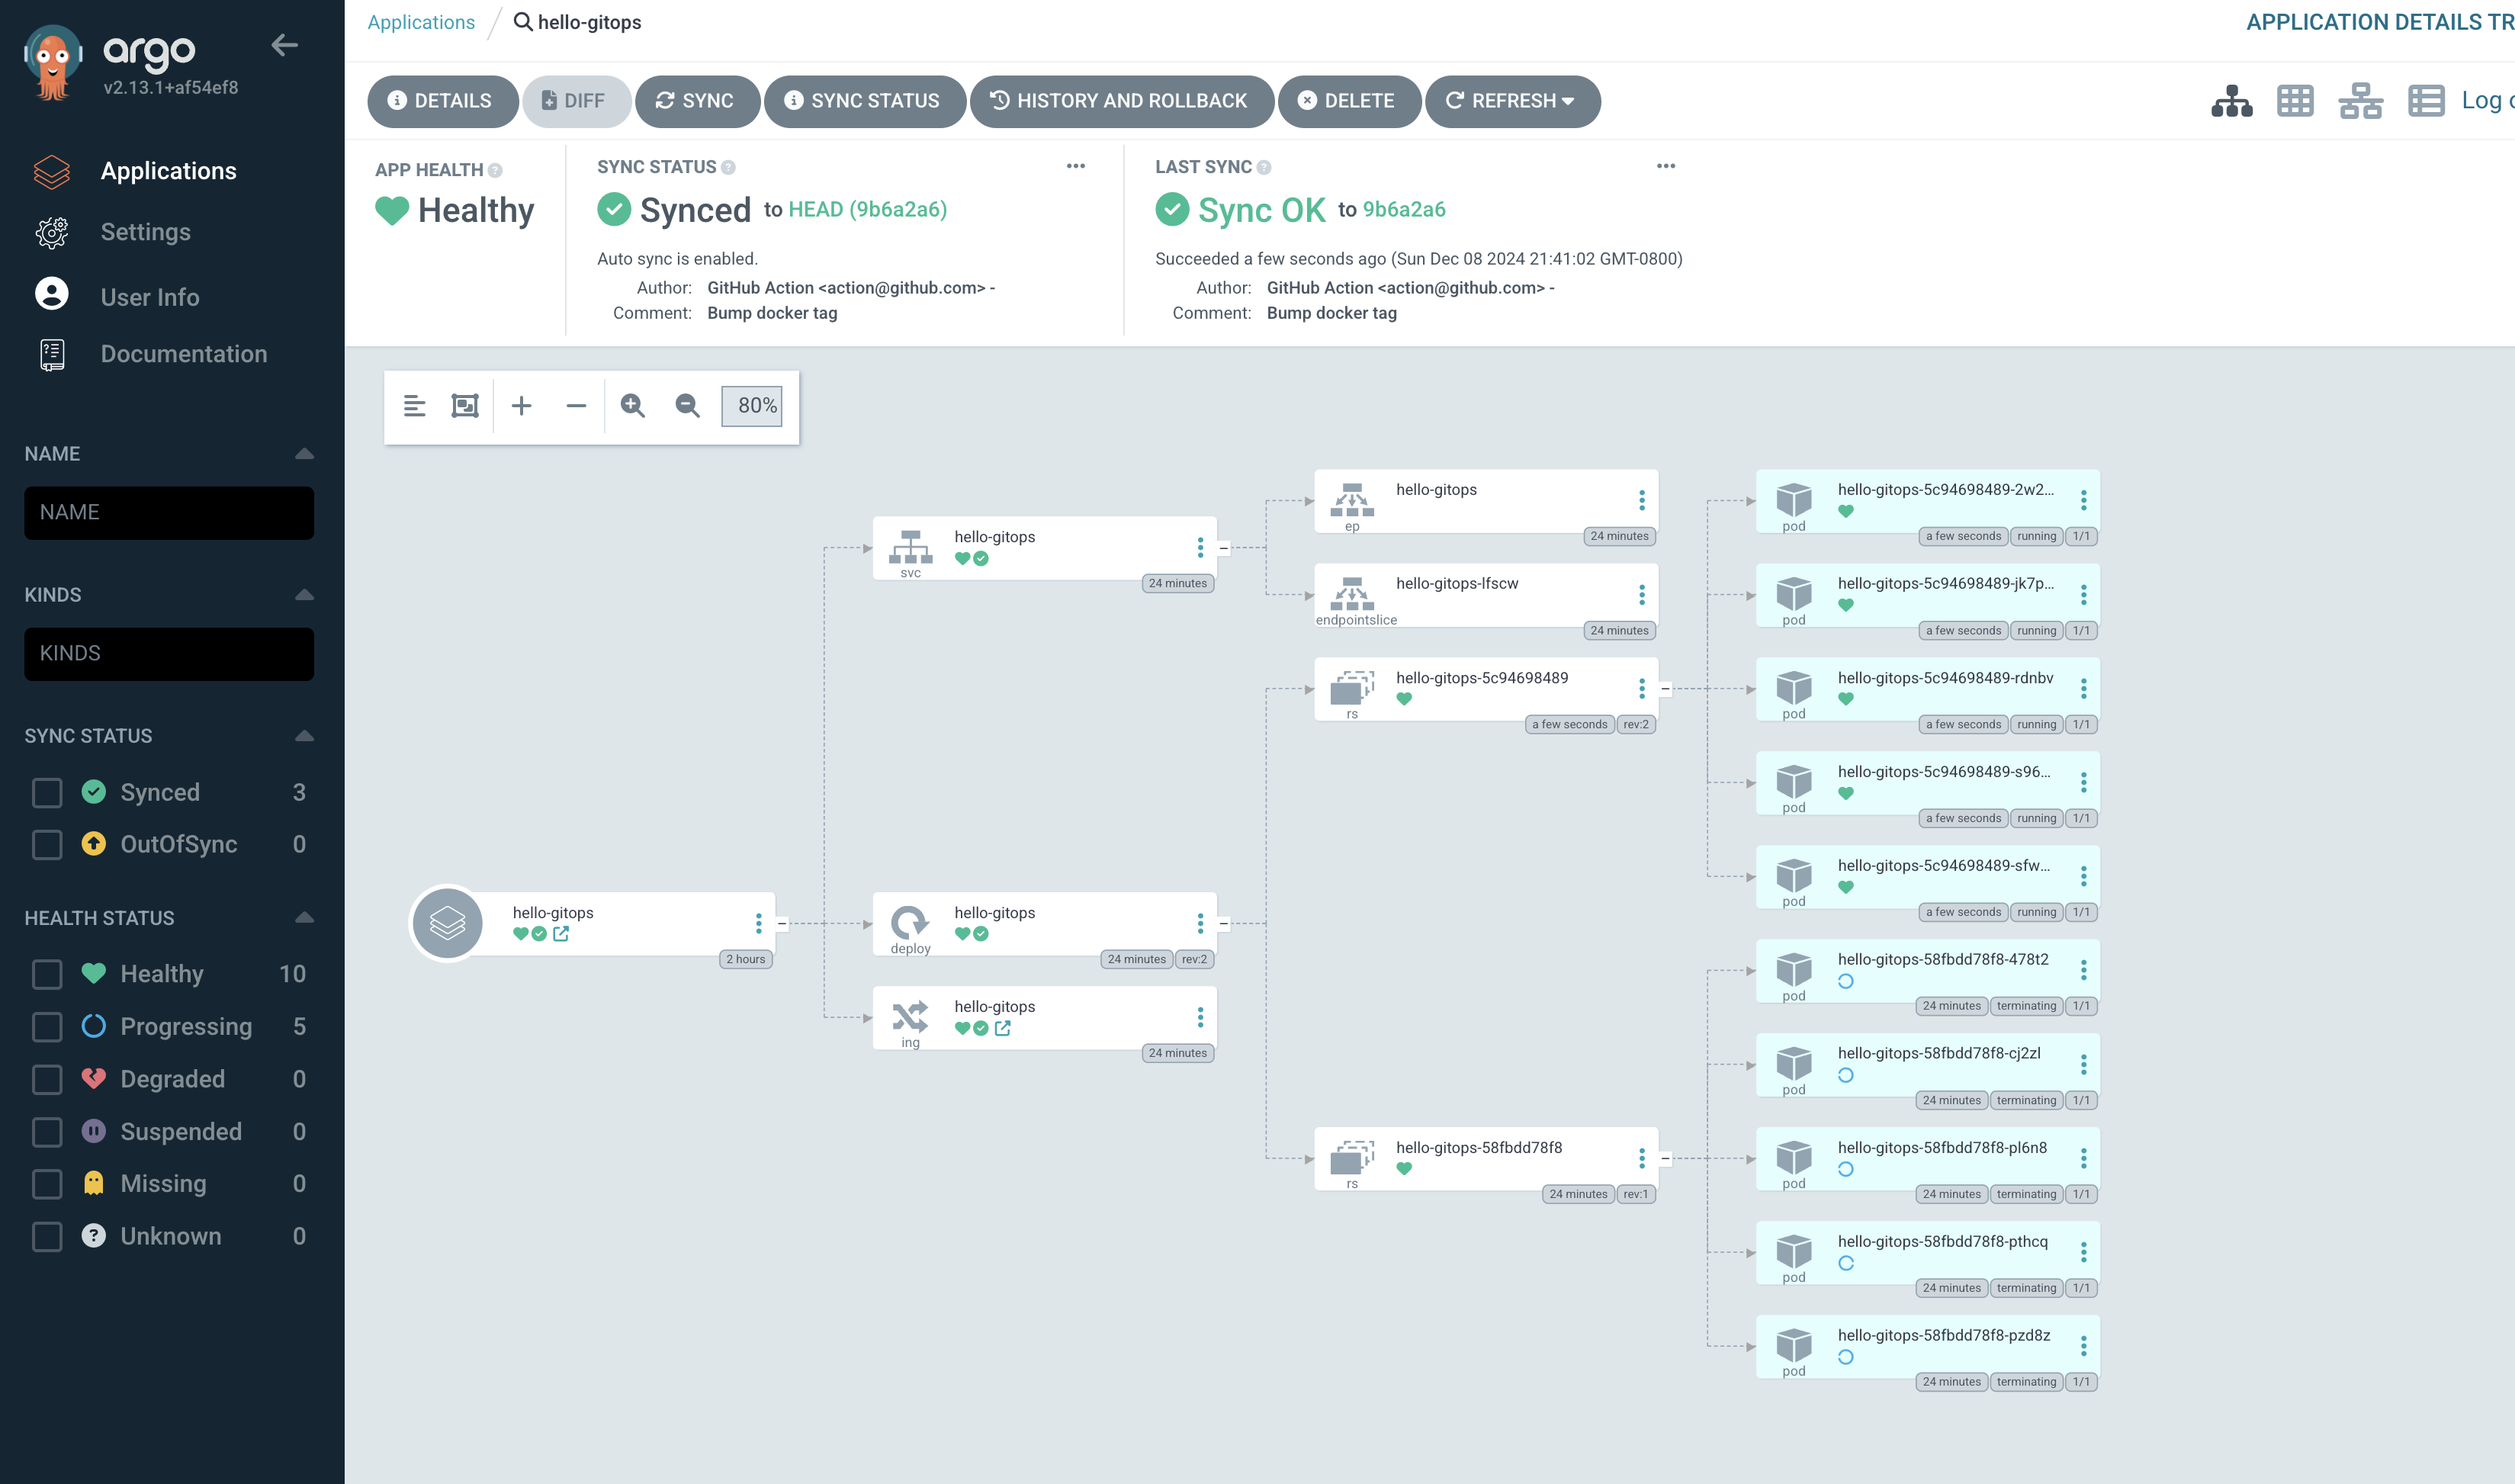 argo
v2.13.1+af54ef8
Applications
Settings
User Info
Documentation
NAME
NAME
KINDS
KINDS
SYNC STATUS
Synced 3
OutOfSync 0
HEALTH STATUS
Healthy 10
Progressing 5
Degraded 0
Suspended 0
Missing 0
Unknown 0
Applications / hello-gitops
APPLICATION DETAILS TR
DETAILS DIFF SYNC SYNC STATUS HISTORY AND ROLLBACK DELETE REFRESH
Log
APP HEALTH
Healthy
SYNC STATUS
Synced to HEAD (9b6a2a6)
Auto sync is enabled.
Author: GitHub Action <action@github.com> -
Comment: Bump docker tag
LAST SYNC
Sync OK to 9b6a2a6
Succeeded a few seconds ago (Sun Dec 08 2024 21:41:02 GMT-0800)
Author: GitHub Action <action@github.com> -
Comment: Bump docker tag
80%
hello-gitops
2 hours
hello-gitops
svc
24 minutes
hello-gitops
deploy
24 minutes rev:2
hello-gitops
ing
24 minutes
hello-gitops
ep
24 minutes
hello-gitops-lfscw
endpointslice
24 minutes
hello-gitops-5c94698489
rs
a few seconds rev:2
hello-gitops-58fbdd78f8
rs
24 minutes rev:1
hello-gitops-5c94698489-2w2...
pod
a few seconds running 1/1
hello-gitops-5c94698489-jk7p...
pod
a few seconds running 1/1
hello-gitops-5c94698489-rdnbv
pod
a few seconds running 1/1
hello-gitops-5c94698489-s96...
pod
a few seconds running 1/1
hello-gitops-5c94698489-sfw...
pod
a few seconds running 1/1
hello-gitops-58fbdd78f8-478t2
pod
24 minutes terminating 1/1
hello-gitops-58fbdd78f8-cj2zl
pod
24 minutes terminating 1/1
hello-gitops-58fbdd78f8-pl6n8
pod
24 minutes terminating 1/1
hello-gitops-58fbdd78f8-pthcq
pod
24 minutes terminating 1/1
hello-gitops-58fbdd78f8-pzd8z
pod
24 minutes terminating 1/1